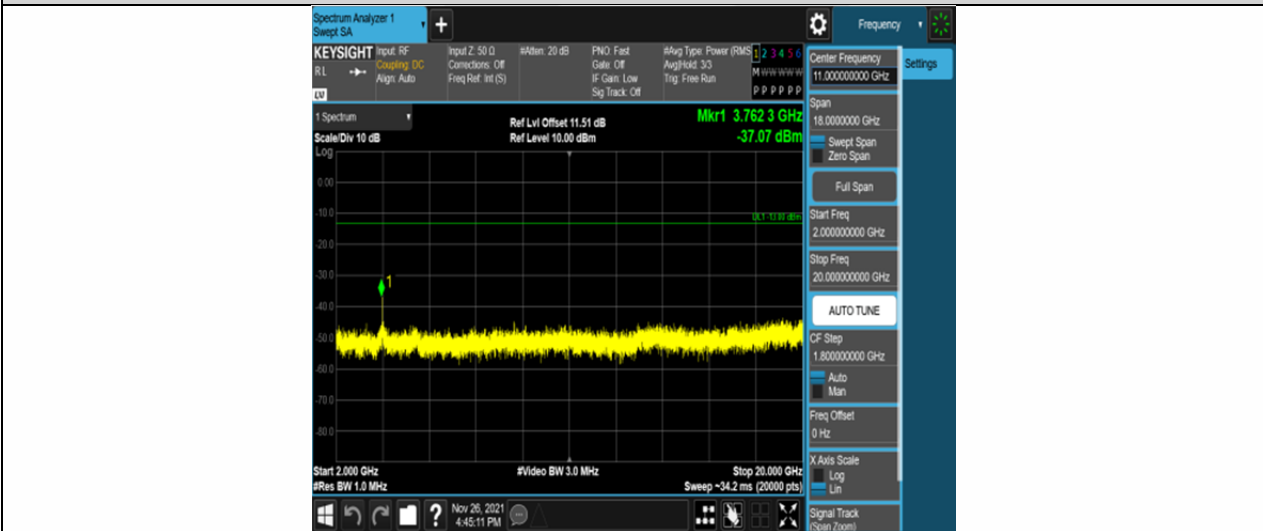 Spectrum Analyzer 1
Swept SA
+
Frequency
KEYSIGHT
RL
LV
Input: RF
Coupling: DC
Align: Auto
Input Z: 50 Ω
Corrections: Off
Freq Ref: Int (S)
#Atten: 20 dB
PNO: Fast
Gate: Off
IF Gain: Low
Sig Track: Off
#Avg Type: Power (RMS
Avg|Hold: 3/3
Trig: Free Run
1 2 3 4 5 6
M W W W W W
P P P P P P
1 Spectrum
Scale/Div 10 dB
Log
Ref Lvl Offset 11.51 dB
Ref Level 10.00 dBm
Mkr1 3.762 3 GHz
-37.07 dBm
0.00
-10.0
DL1 -13.00 dBm
-20.0
-30.0
1
-40.0
-50.0
-60.0
-70.0
-80.0
Start 2.000 GHz
#Res BW 1.0 MHz
#Video BW 3.0 MHz
Stop 20.000 GHz
Sweep ~34.2 ms (20000 pts)
?
Nov 26, 2021
4:45:11 PM
Center Frequency
11.000000000 GHz
Settings
Span
18.0000000 GHz
Swept Span
Zero Span
Full Span
Start Freq
2.000000000 GHz
Stop Freq
20.000000000 GHz
AUTO TUNE
CF Step
1.800000000 GHz
Auto
Man
Freq Offset
0 Hz
X Axis Scale
Log
Lin
Signal Track
(Span Zoom)